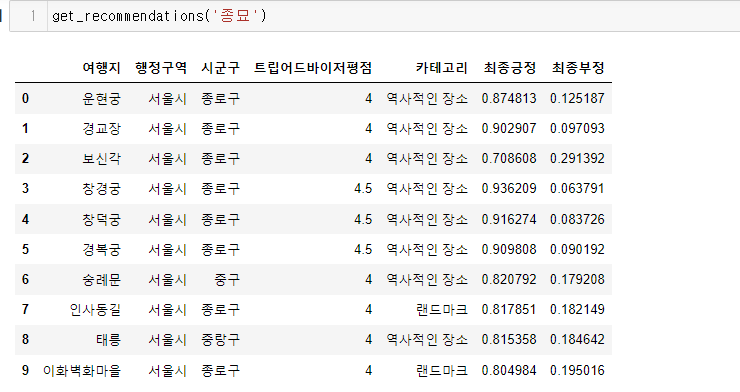 1 get_recommendations('종묘')
여행지 행정구역 시군구 트립어드바이저평점 카테고리 최종긍정 최종부정
0 운현궁 서울시 종로구 4 역사적인 장소 0.874813 0.125187
1 경교장 서울시 종로구 4 역사적인 장소 0.902907 0.097093
2 보신각 서울시 종로구 4 역사적인 장소 0.708608 0.291392
3 창경궁 서울시 종로구 4.5 역사적인 장소 0.936209 0.063791
4 창덕궁 서울시 종로구 4.5 역사적인 장소 0.916274 0.083726
5 경복궁 서울시 종로구 4.5 역사적인 장소 0.909808 0.090192
6 숭례문 서울시 중구 4 역사적인 장소 0.820792 0.179208
7 인사동길 서울시 종로구 4 랜드마크 0.817851 0.182149
8 태릉 서울시 중랑구 4 역사적인 장소 0.815358 0.184642
9 이화벽화마을 서울시 종로구 4 랜드마크 0.804984 0.195016